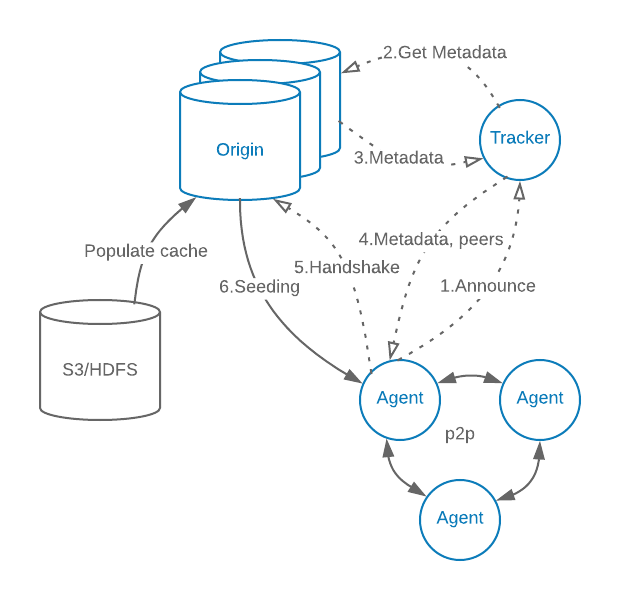 2.Get Metadata
Tracker
Origin
3.Metadata
4.Metadata, peers
Populate cache
5.Handshake
6.Seeding
1.Announce
S3/HDFS
Agent
Agent
p2p
Agent